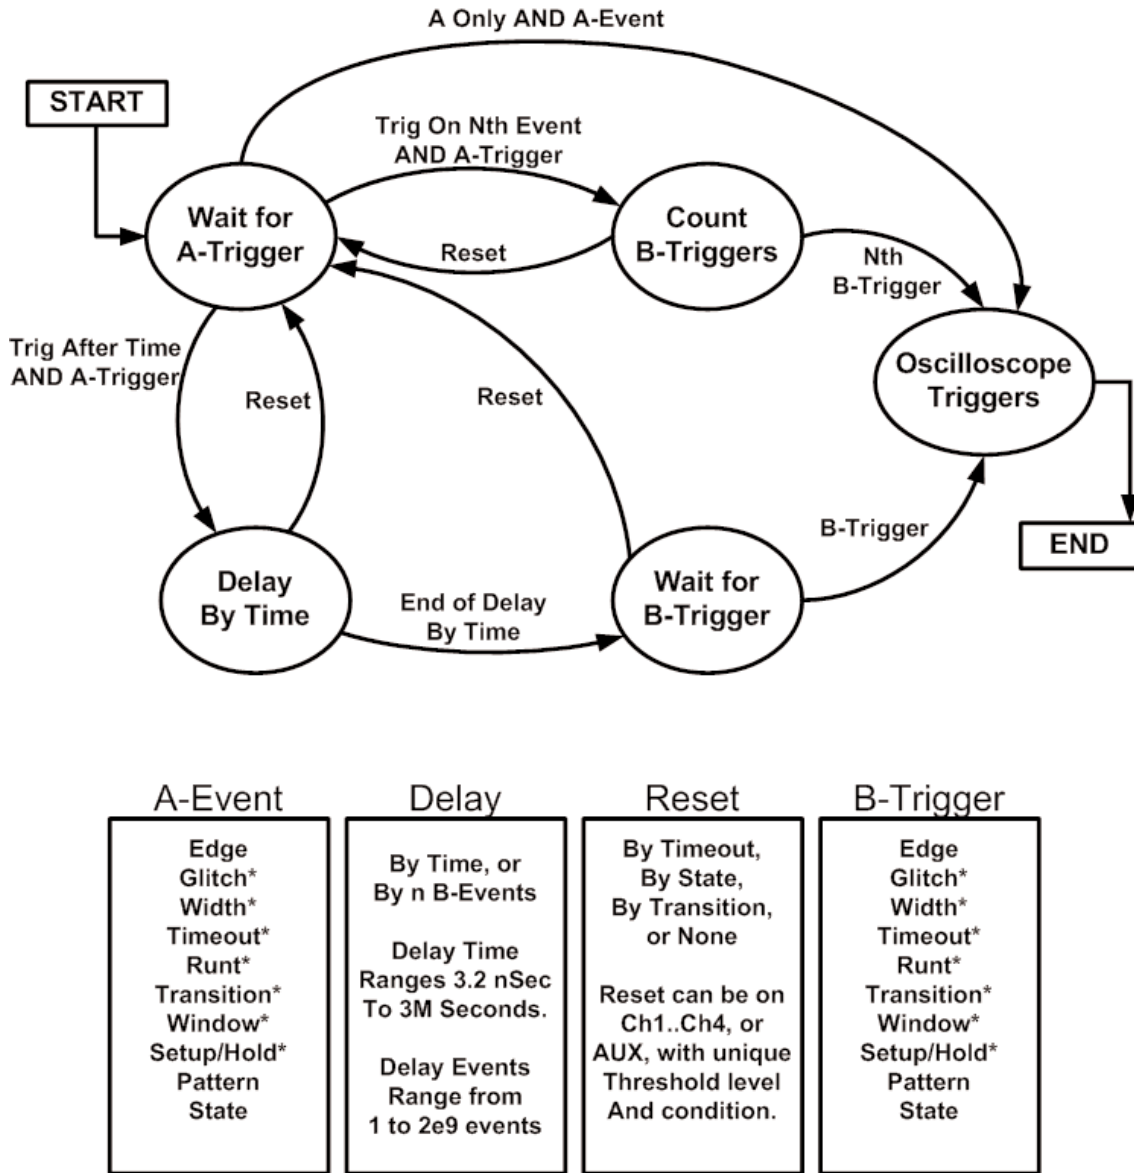 A Only AND A-Event
START
Trig On Nth Event
AND A-Trigger
Wait for
A-Trigger
Count
B-Triggers
Reset
Nth
B-Trigger
Trig After Time
AND A-Trigger
Reset
Reset
Oscilloscope
Triggers
B-Trigger
END
Delay
By Time
End of Delay
By Time
Wait for
B-Trigger
A-Event
Edge
Glitch*
Width*
Timeout*
Runt*
Transition*
Window*
Setup/Hold*
Pattern
State
Delay
By Time, or
By n B-Events
Delay Time
Ranges 3.2 nSec
To 3M Seconds.
Delay Events
Range from
1 to 2e9 events
Reset
By Timeout,
By State,
By Transition,
or None
Reset can be on
Ch1..Ch4, or
AUX, with unique
Threshold level
And condition.
B-Trigger
Edge
Glitch*
Width*
Timeout*
Runt*
Transition*
Window*
Setup/Hold*
Pattern
State